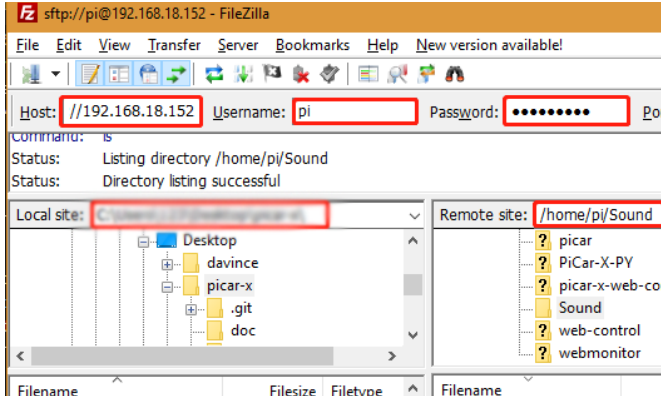 sftp://pi@192.168.18.152 - FileZilla
File Edit View Transfer Server Bookmarks Help New version available!
Host: //192.168.18.152 Username: pi Password: ●●●●●●●●●
Command: ls
Status: Listing directory /home/pi/Sound
Status: Directory listing successful
Local site:
Remote site: /home/pi/Sound
Desktop
davince
picar-x
.git
doc
picar
PiCar-X-PY
picar-x-web-co
Sound
web-control
webmonitor
Filename Filesize Filetype
Filename